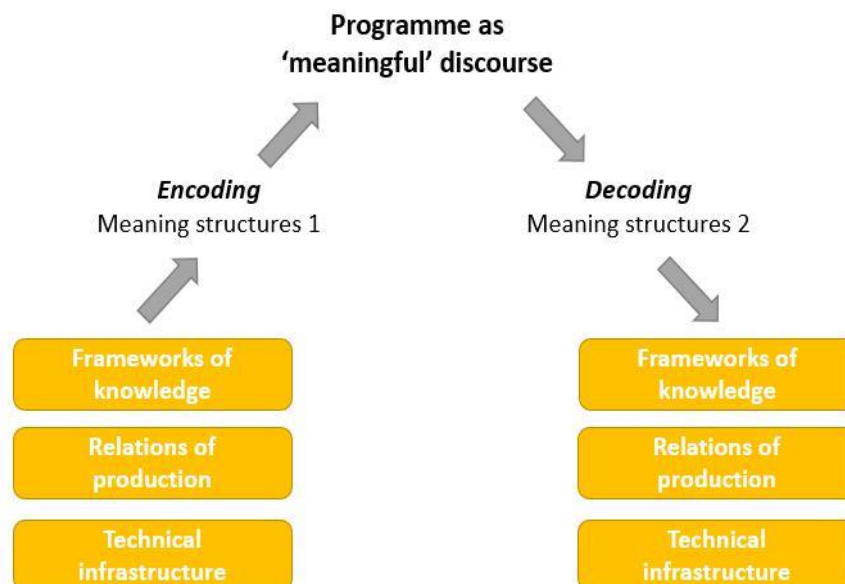 Programme as
‘meaningful’ discourse
Encoding
Meaning structures 1
Decoding
Meaning structures 2
Frameworks of
knowledge
Relations of
production
Technical
infrastructure
Frameworks of
knowledge
Relations of
production
Technical
infrastructure